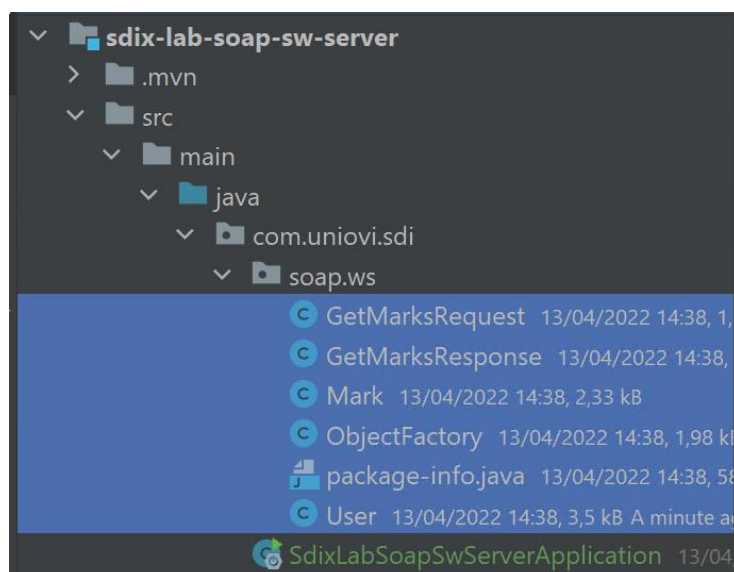 sdix-lab-soap-sw-server
.mvn
src
main
java
com.uniovi.sdi
soap.ws
GetMarksRequest 13/04/2022 14:38, 1,
GetMarksResponse 13/04/2022 14:38,
Mark 13/04/2022 14:38, 2,33 kB
ObjectFactory 13/04/2022 14:38, 1,98 k
package-info.java 13/04/2022 14:38, 58
User 13/04/2022 14:38, 3,5 kB A minute a
SdixLabSoapSwServerApplication 13/04